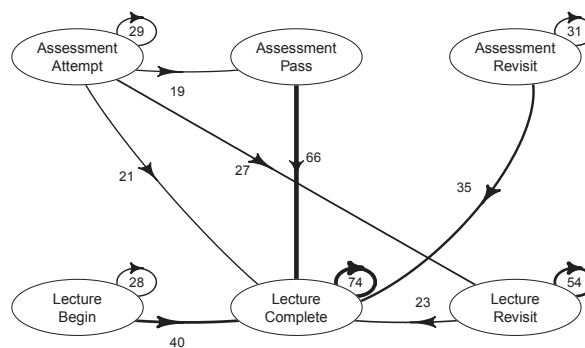 29
31
Assessment
Attempt
Assessment
Pass
Assessment
Revisit
19
66
27
21
35
28
74
54
Lecture
Begin
Lecture
Complete
23
Lecture
Revisit
40